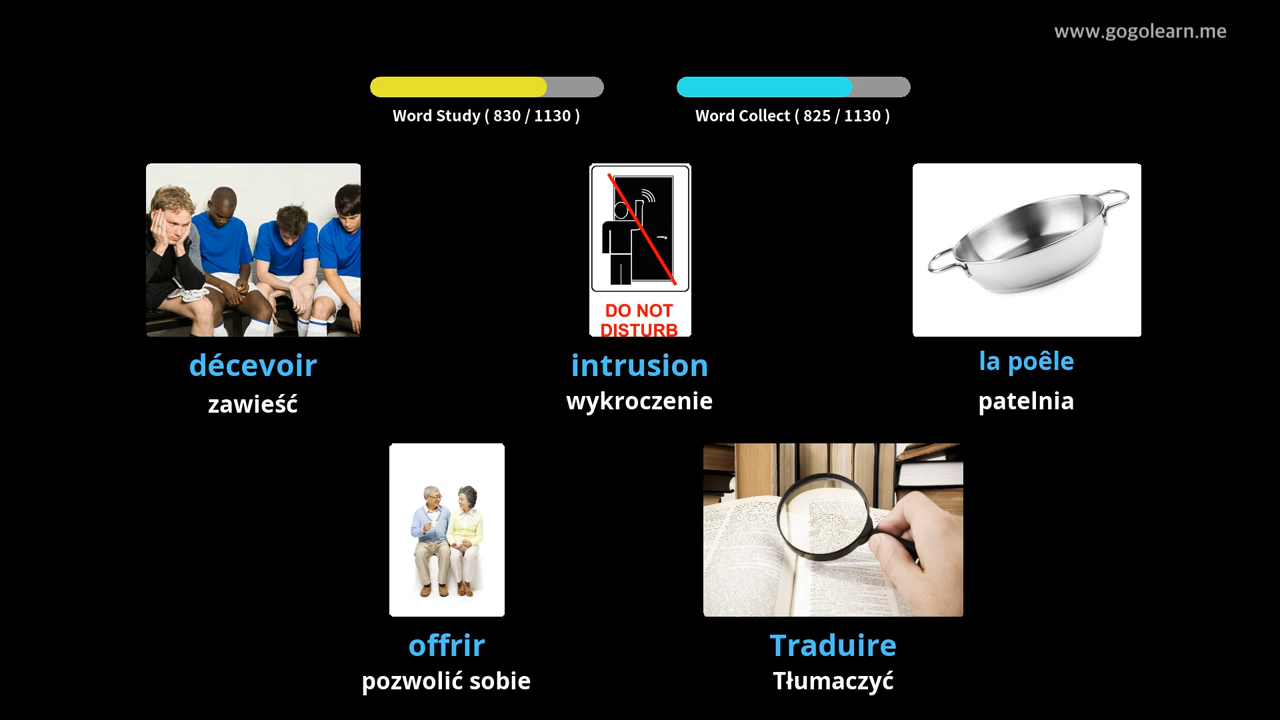 www.gogolearn.me
Word Study ( 830 / 1130 )
Word Collect ( 825 / 1130 )
DO NOT
DISTURB
décevoir
zawieść
intrusion
wykroczenie
la poêle
patelnia
offrir
pozwolić sobie
Traduire
Tłumaczyć